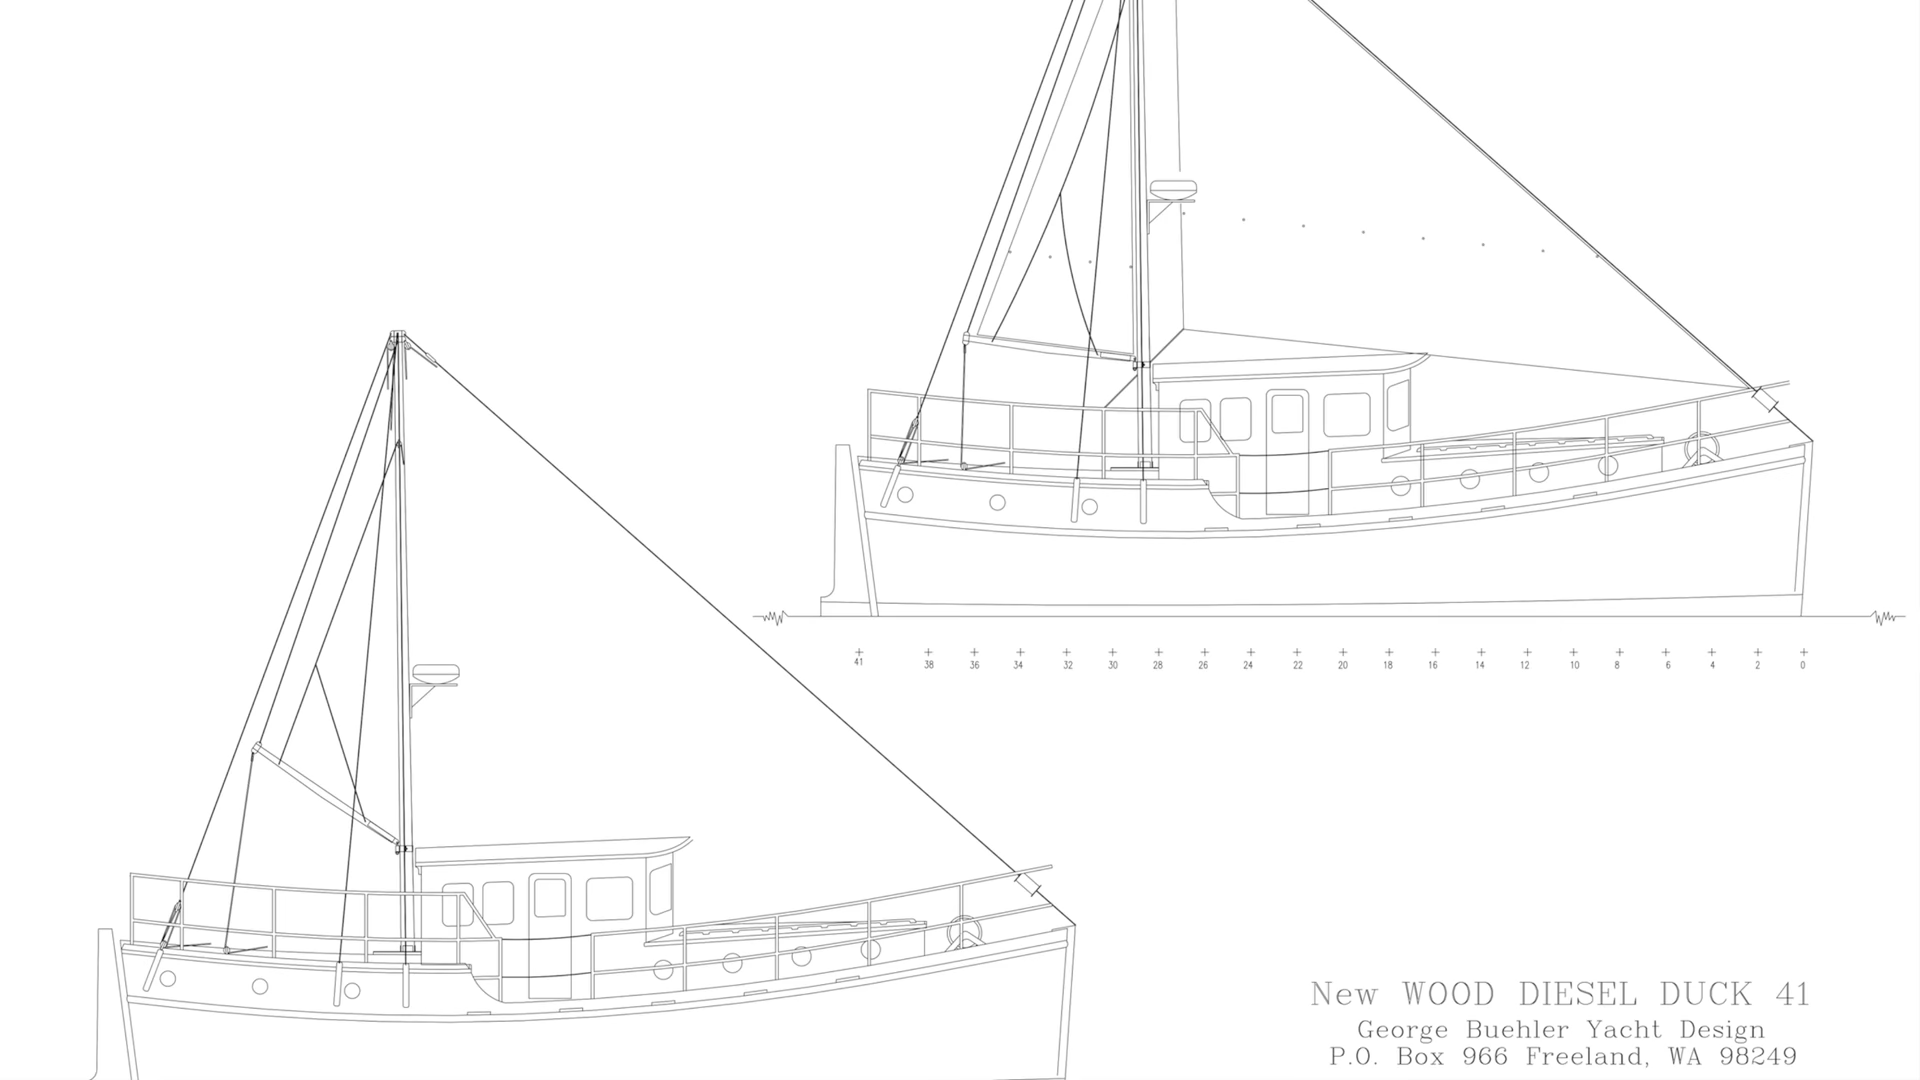 41 38 36 34 32 30 28 26 24 22 20 18 16 14 12 10 8 6 4 2 0
New WOOD DIESEL DUCK 41
George Buehler Yacht Design
P.O. Box 966 Freeland, WA 98249